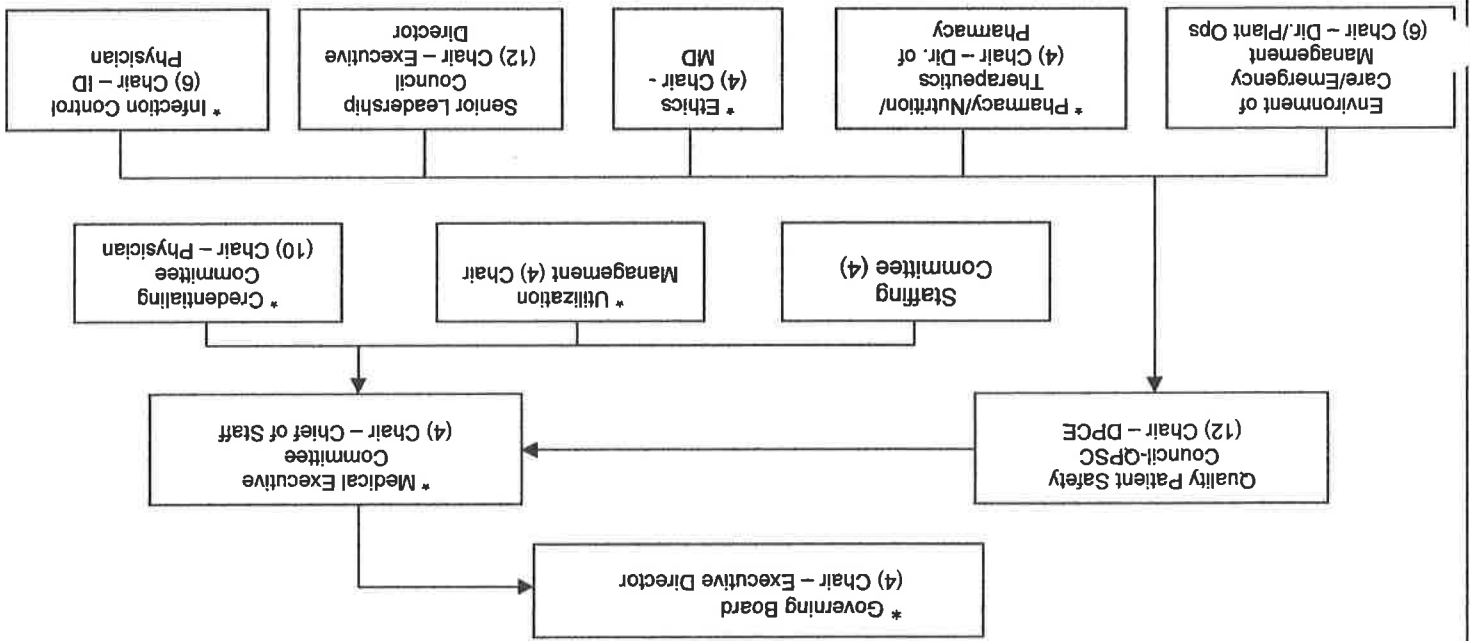 * Governing Board
(4) Chair – Executive Director
Quality Patient Safety
Council-QPSC
(12) Chair – DPCE
* Medical Executive
Committee
(4) Chair – Chief of Staff
Staffing
Committee (4)
* Utilization
Management (4) Chair
* Credentialing
Committee
(10) Chair – Physician
Environment of
Care/Emergency
Management
(6) Chair – Dir./Plant Ops
* Pharmacy/Nutrition/
Therapeutics
(4) Chair – Dir. of
Pharmacy
* Ethics
(4) Chair -
MD
Senior Leadership
Council
(12) Chair – Executive
Director
* Infection Control
(6) Chair – ID
Physician